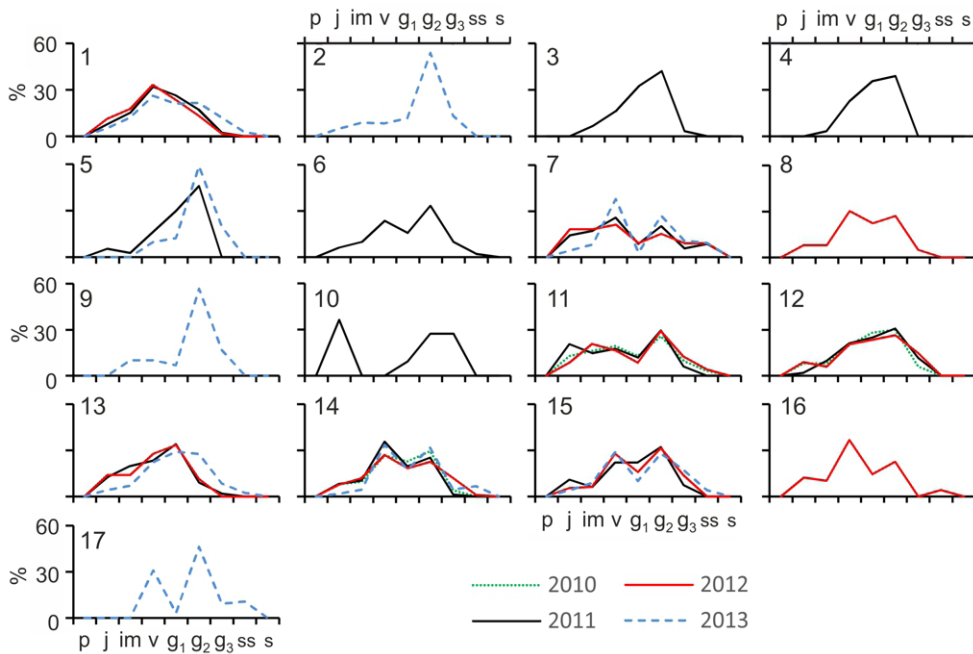 p j im v g₁ g₂ g₃ ss s p j im v g₁ g₂ g₃ ss s
60 1 2 3 4
% 30
0
5 6 7 8
60 9 10 11 12
% 30
0
13 14 15 16
p j im v g₁ g₂ g₃ ss s
60 17
% 30
0
p j im v g₁ g₂ g₃ ss s
2010 2012
2011 2013